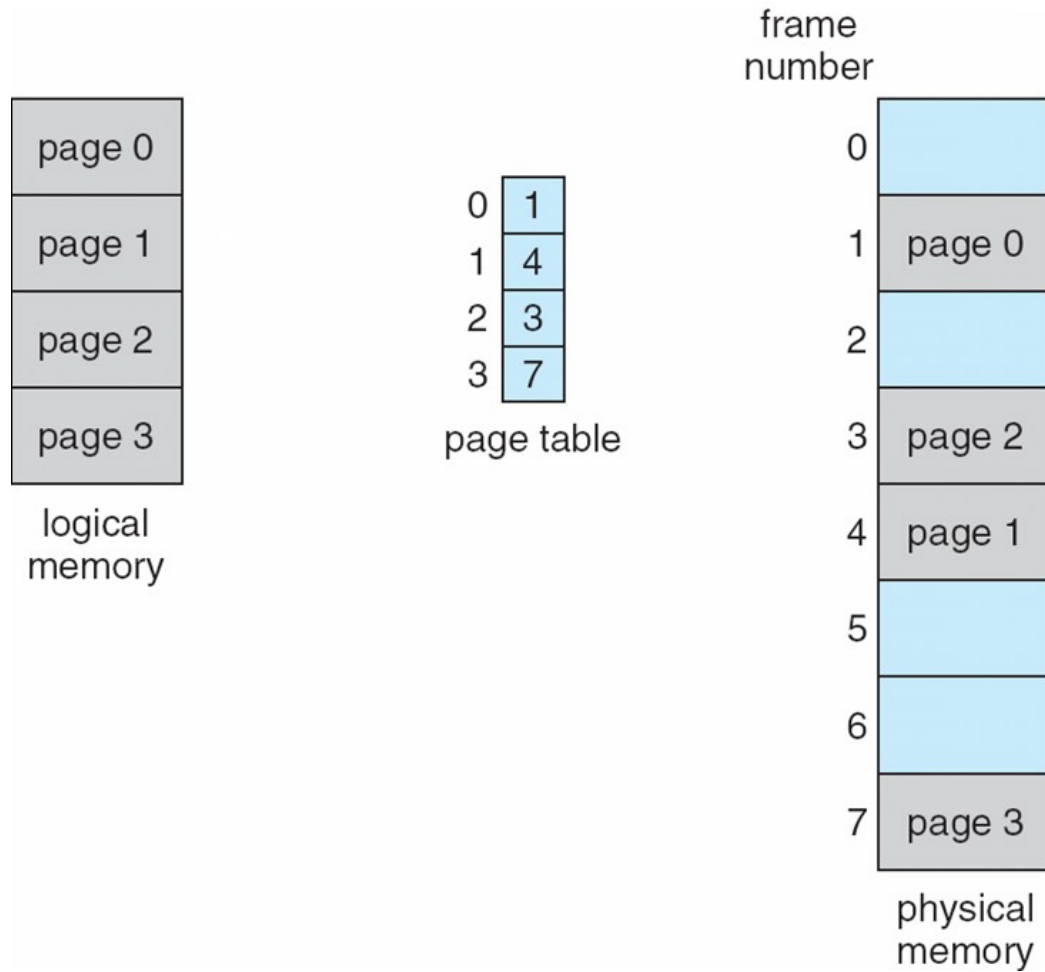 frame
number
page 0
page 1
page 2
page 3
logical
memory
0 1
1 4
2 3
3 7
page table
0
1 page 0
2
3 page 2
4 page 1
5
6
7 page 3
physical
memory